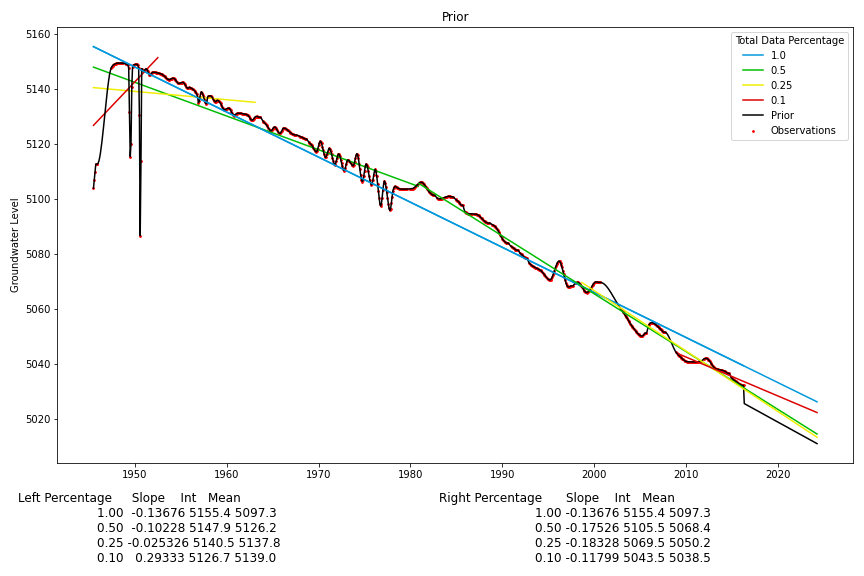 Prior
5160
5140
5120
5100
5080
5060
5040
5020
Groundwater Level
1950 1960 1970 1980 1990 2000 2010 2020
Total Data Percentage
1.0
0.5
0.25
0.1
Prior
Observations
Left Percentage Slope Int Mean
1.00 -0.13676 5155.4 5097.3
0.50 -0.10228 5147.9 5126.2
0.25 -0.025326 5140.5 5137.8
0.10 0.29333 5126.7 5139.0
Right Percentage Slope Int Mean
1.00 -0.13676 5155.4 5097.3
0.50 -0.17526 5105.5 5068.4
0.25 -0.18328 5069.5 5050.2
0.10 -0.11799 5043.5 5038.5